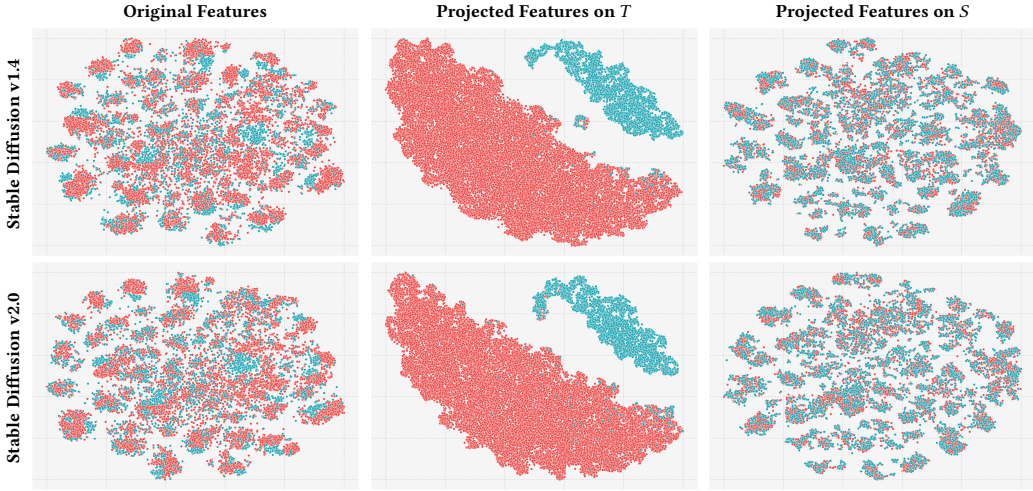 Original Features
Projected Features on T
Projected Features on S
Stable Diffusion v1.4
Stable Diffusion v2.0